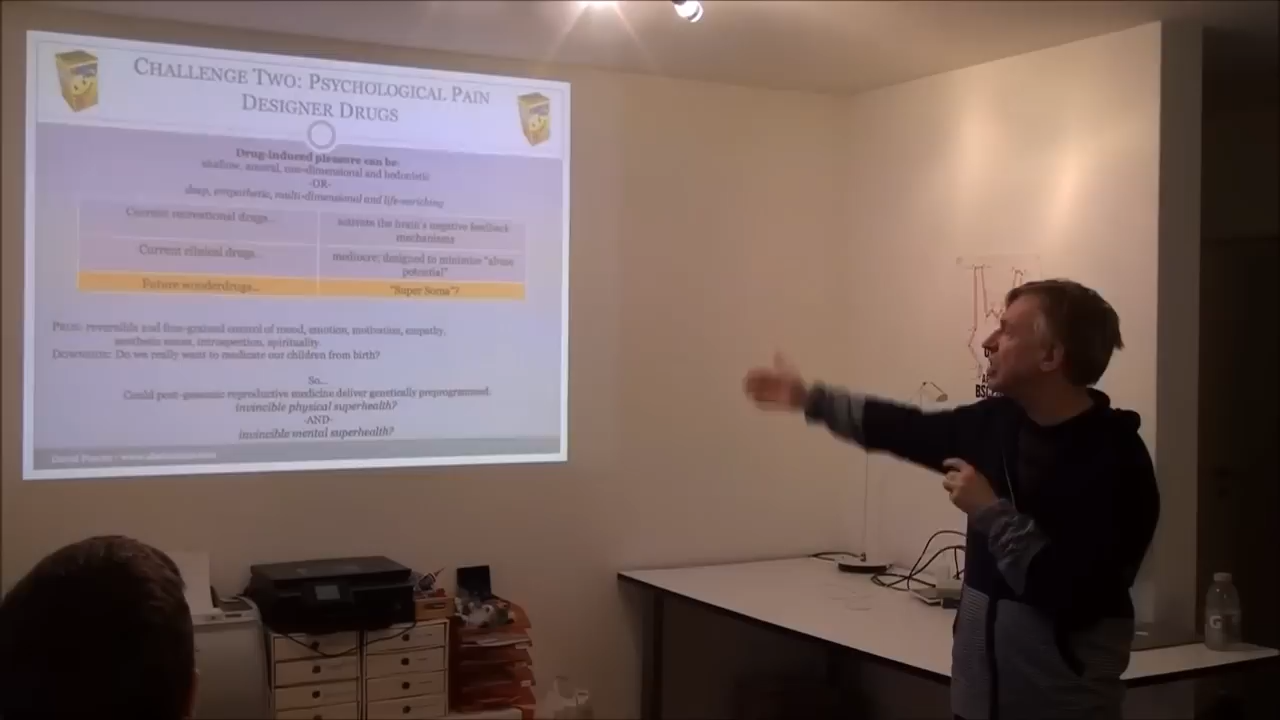 CHALLENGE TWO: PSYCHOLOGICAL PAIN
DESIGNER DRUGS
Drug-induced pleasure can be
shallow, amoral, one-dimensional and hedonistic
-OR-
deep, empathetic, multi-dimensional and life-enriching
Current recreational drugs...
activate the brain's negative feedback
mechanisms
Current clinical drugs...
mediocre; designed to minimise "abuse
potential"
Future wonderdrugs...
"Super Soma"?
PROS: reversible and fine-grained control of mood, emotion, motivation, empathy,
aesthetic sense, introspection, spirituality.
DOWNSIDE: Do we really want to medicate our children from birth?
So...
Could post-genomic reproductive medicine deliver genetically preprogrammed
invincible physical superhealth?
-AND-
invincible mental superhealth?
David Pearce